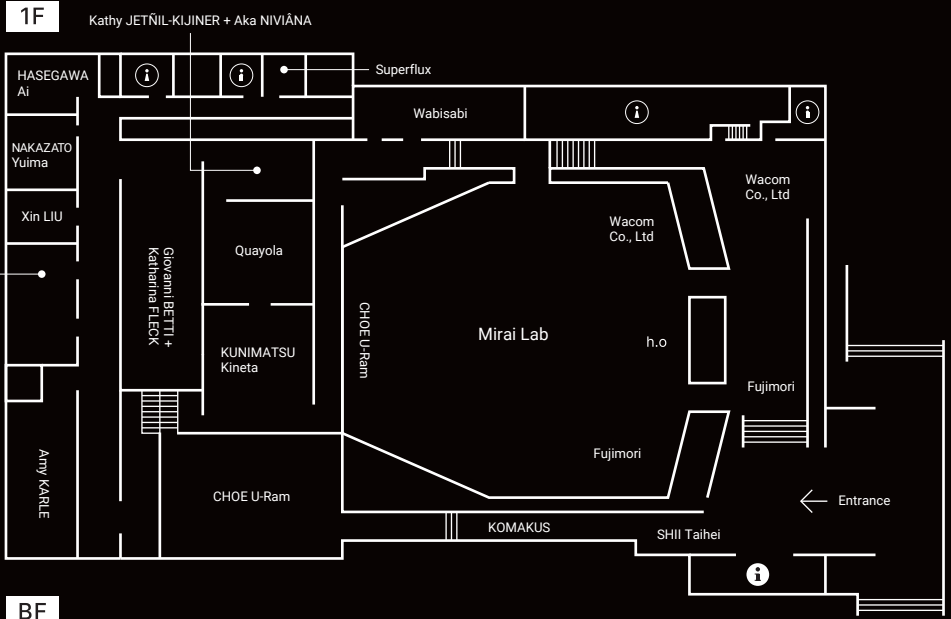 1F
Kathy JETÑIL-KIJINER + Aka NIVIÂNA
HASEGAWA
Ai
Superflux
Wabisabi
NAKAZATO
Yuima
Wacom
Co., Ltd
Xin LIU
Wacom
Co., Ltd
Giovanni BETTI +
Katharina FLECK
Quayola
CHOE U-Ram
Mirai Lab
h.o
KUNIMATSU
Kineta
Fujimori
Amy KARLE
Fujimori
CHOE U-Ram
Entrance
KOMAKUS
SHII Taihei
BF